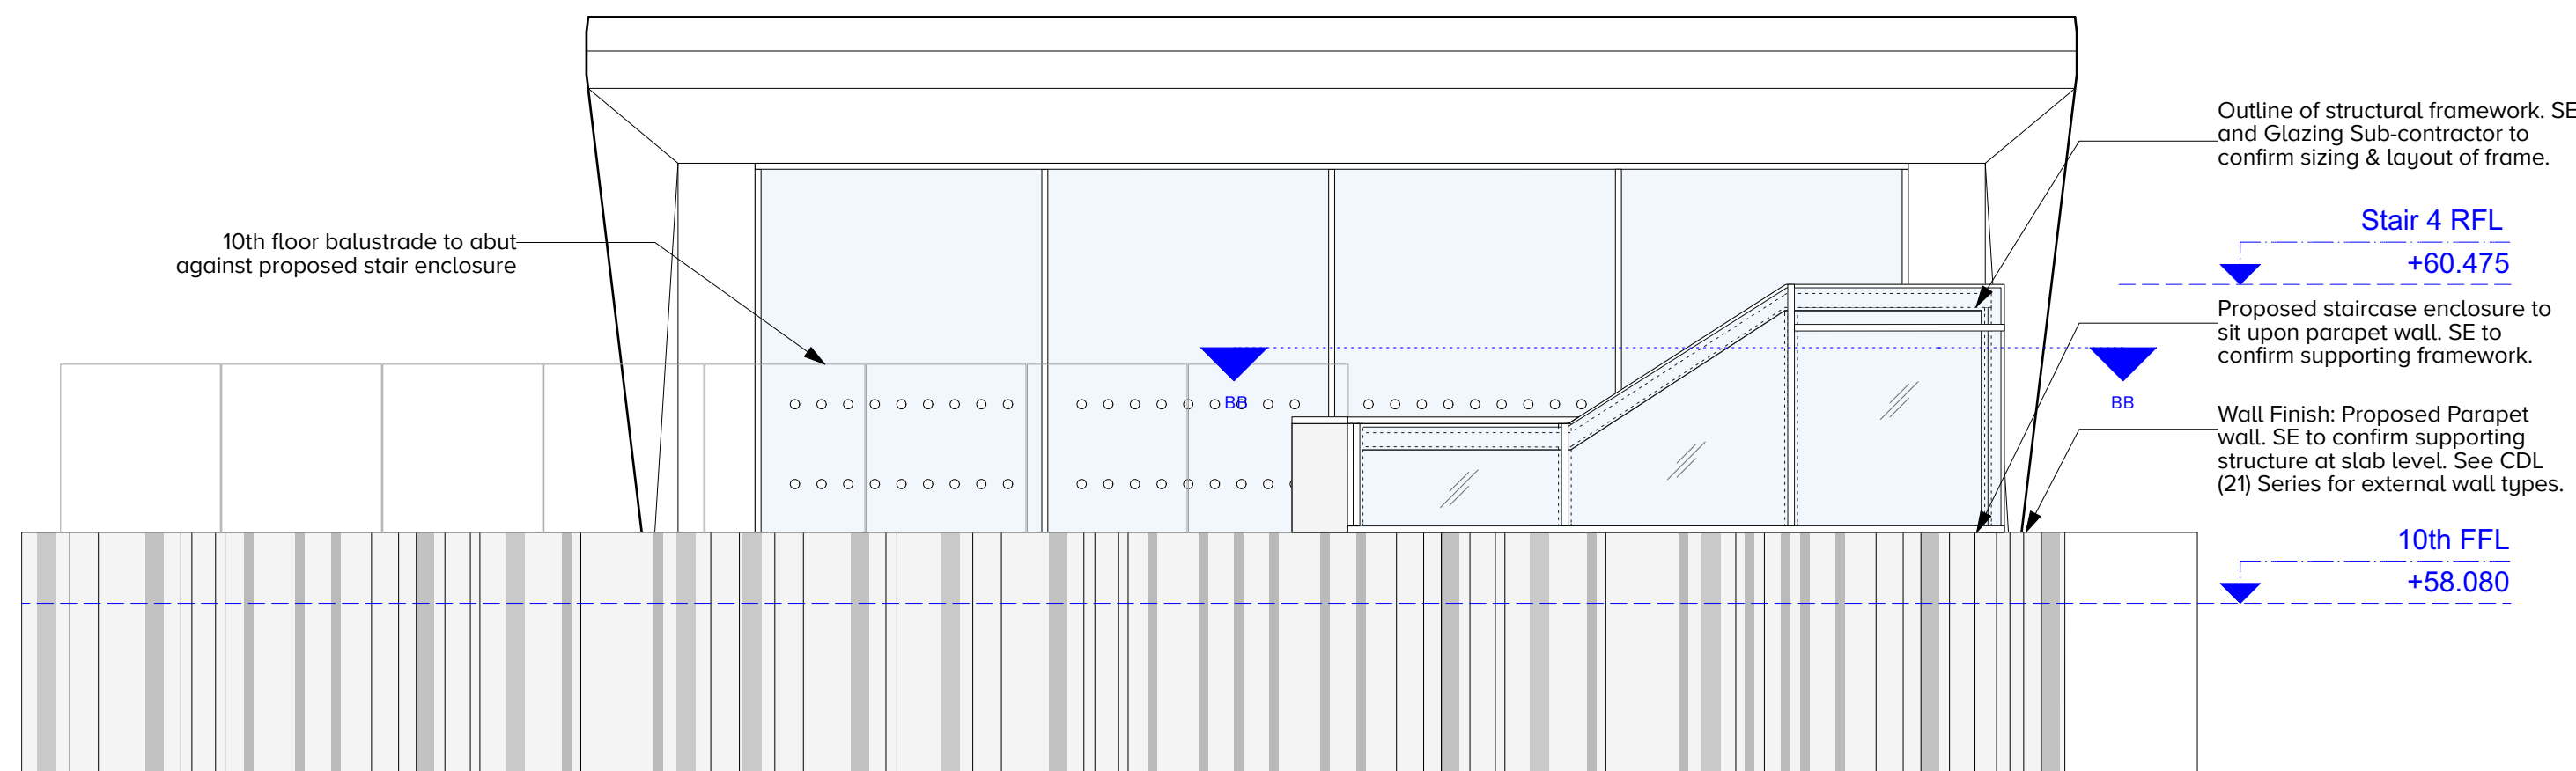 Outline of structural framework. SE
and Glazing Sub-contractor to
confirm sizing & layout of frame.
Stair 4 RFL
+60.475
10th floor balustrade to abut
against proposed stair enclosure
Proposed staircase enclosure to
sit upon parapet wall. SE to
confirm supporting framework.
BB
BB
Wall Finish: Proposed Parapet
wall. SE to confirm supporting
structure at slab level. See CDL
(21) Series for external wall types.
10th FFL
+58.080